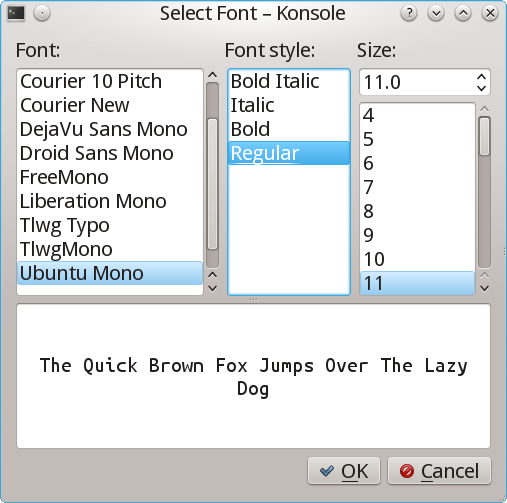 Select Font – Konsole
Font:
Font style:
Size:
Courier 10 Pitch
Courier New
DejaVu Sans Mono
Droid Sans Mono
FreeMono
Liberation Mono
Tlwg Typo
TlwgMono
Ubuntu Mono
Bold Italic
Italic
Bold
Regular
11.0
4
5
6
7
8
9
10
11
The Quick Brown Fox Jumps Over The Lazy
Dog
OK
Cancel